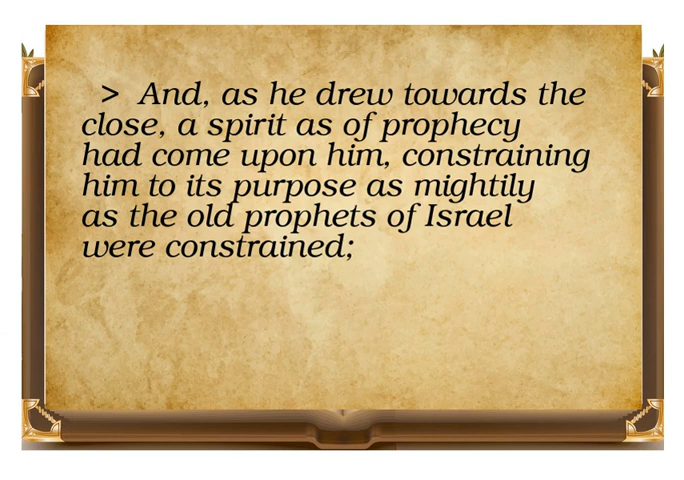 > And, as he drew towards the
close, a spirit as of prophecy
had come upon him, constraining
him to its purpose as mightily
as the old prophets of Israel
were constrained;